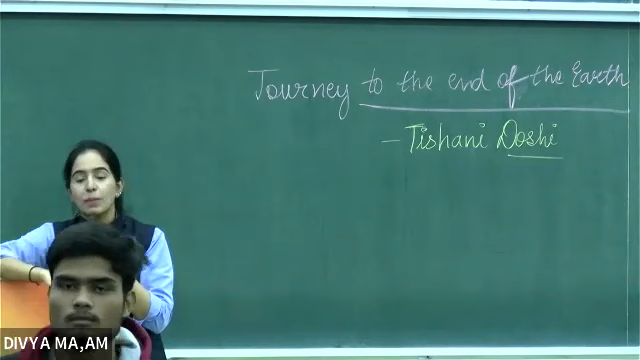 Journey to the end of the Earth
– Tishani Doshi
DIVYA MA,AM